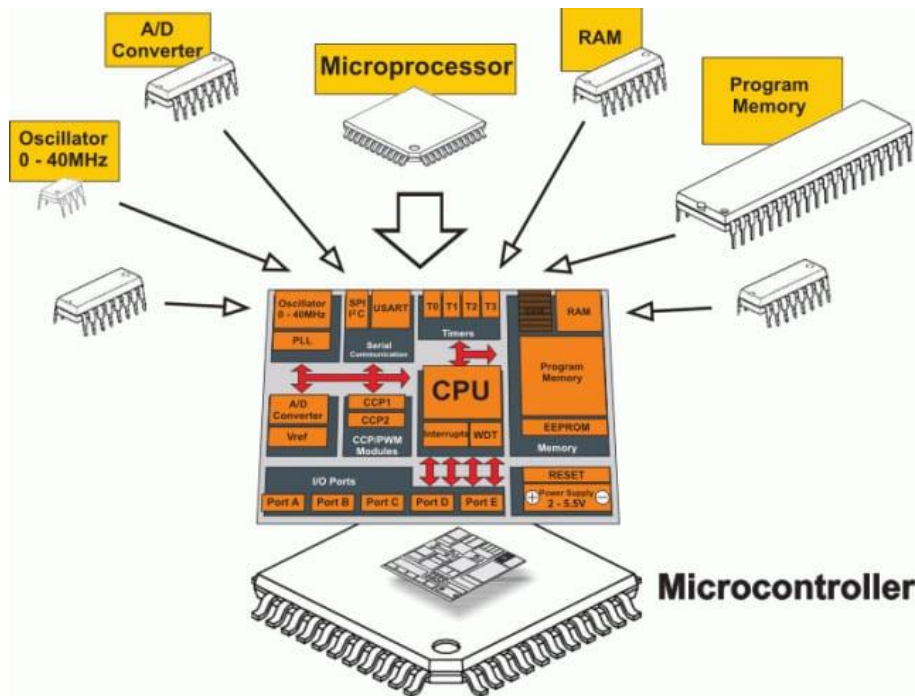 A/D
Converter
Microprocessor
RAM
Program
Memory
Oscillator
0 - 40MHz
Oscillator
0 - 40MHz
PLL
SPI
I²C
USART
Serial
Communication
T0 T1 T2 T3
Timers
RAM
Program
Memory
EEPROM
Memory
A/D
Converter
Vref
CCP1
CCP2
CCP/PWM
Modules
CPU
Interrupts
WDT
I/O Ports
Port A
Port B
Port C
Port D
Port E
RESET
Power Supply
2 - 5.5V
Microcontroller